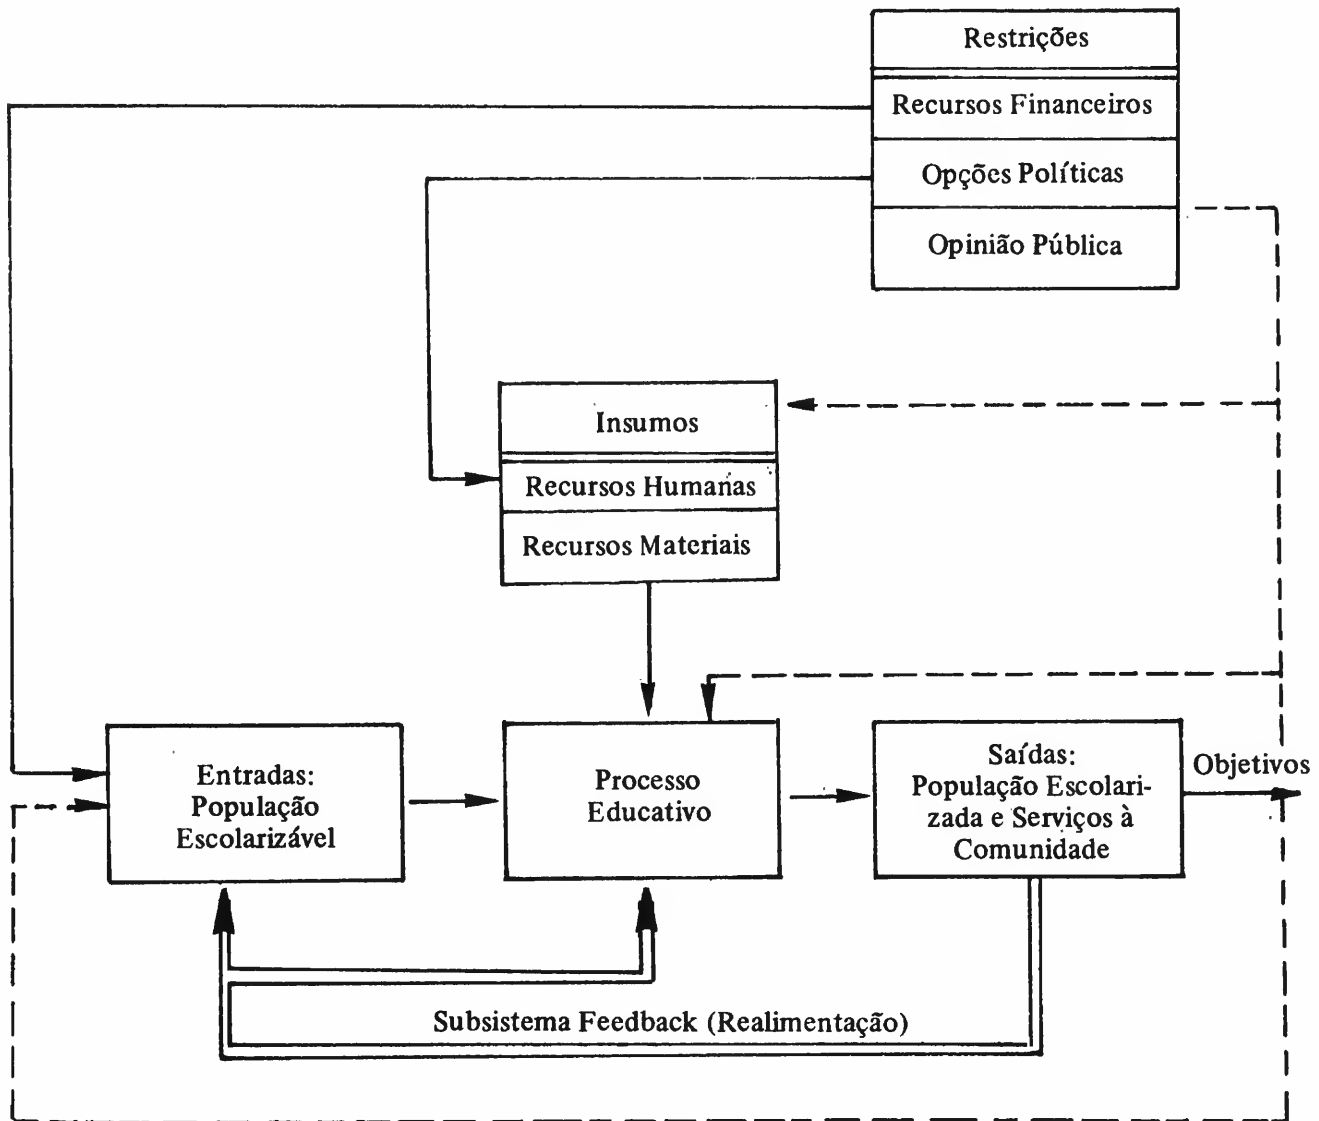 Restrições
Recursos Financeiros
Opções Políticas
Opinião Pública
Insumos
Recursos Humanas
Recursos Materiais
Entradas:
População
Escolarizável
Processo
Educativo
Saídas:
População Escolari-
zada e Serviços à
Comunidade
Objetivos
Subsistema Feedback (Realimentação)